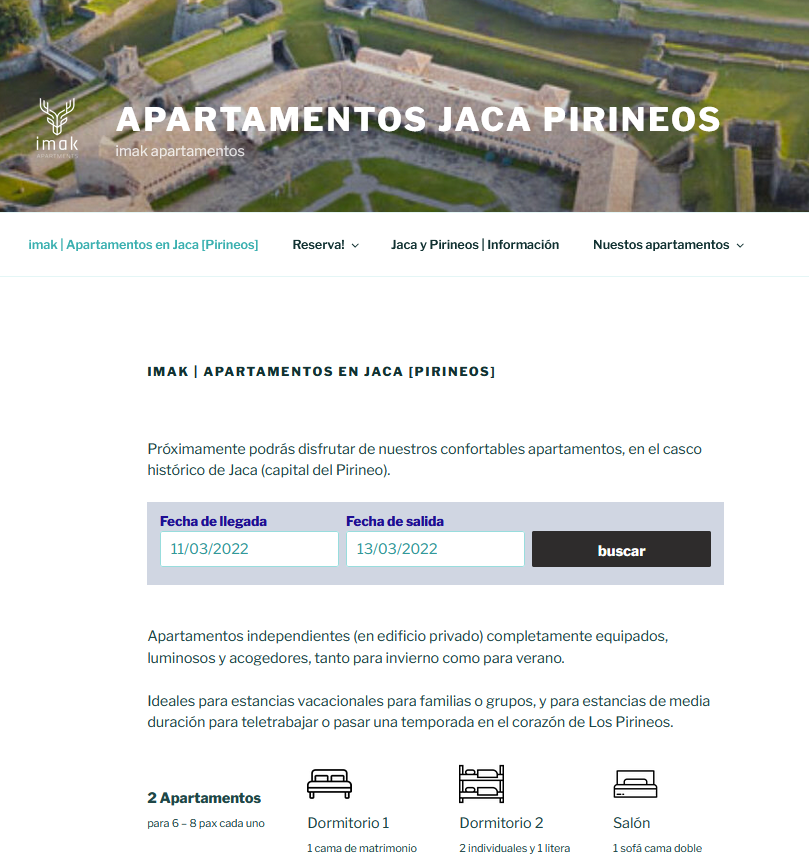 imak
APARTAMENTOS JACA PIRINEOS
imak apartamentos
imak | Apartamentos en Jaca [Pirineos]
Reserva!
Jaca y Pirineos | Información
Nuestos apartamentos
IMAK | APARTAMENTOS EN JACA [PIRINEOS]
Próximamente podrás disfrutar de nuestros confortables apartamentos, en el casco
histórico de Jaca (capital del Pirineo).
Fecha de llegada
Fecha de salida
11/03/2022
13/03/2022
buscar
Apartamentos independientes (en edificio privado) completamente equipados,
luminosos y acogedores, tanto para invierno como para verano.
Ideales para estancias vacacionales para familias o grupos, y para estancias de media
duración para teletrabajar o pasar una temporada en el corazón de Los Pirineos.
2 Apartamentos
para 6 – 8 pax cada uno
Dormitorio 1
1 cama de matrimonio
Dormitorio 2
2 individuales y 1 litera
Salón
1 sofá cama doble